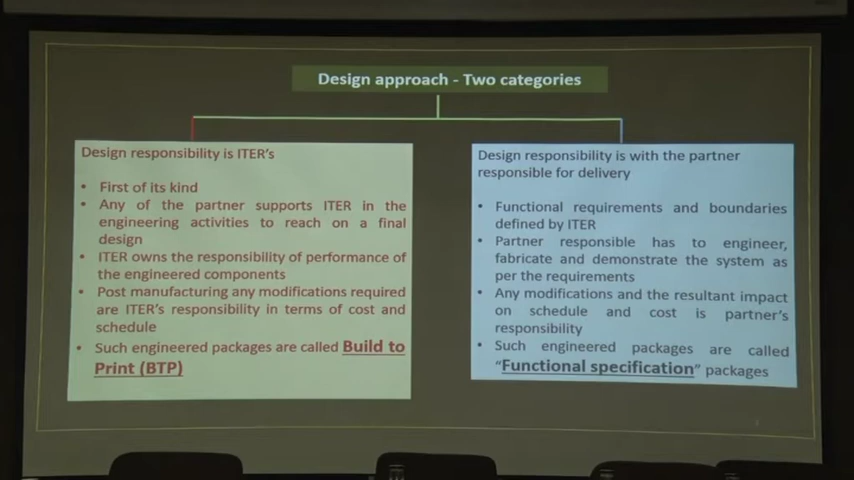 Design approach - Two categories
Design responsibility is ITER's
• First of its kind
• Any of the partner supports ITER in the
engineering activities to reach on a final
design
• ITER owns the responsibility of performance of
the engineered components
• Post manufacturing any modifications required
are ITER's responsibility in terms of cost and
schedule
• Such engineered packages are called Build to
Print (BTP)
Design responsibility is with the partner
responsible for delivery
• Functional requirements and boundaries
defined by ITER
• Partner responsible has to engineer,
fabricate and demonstrate the system as
per the requirements
• Any modifications and the resultant impact
on schedule and cost is partner's
responsibility
• Such engineered packages are called
"Functional specification" packages